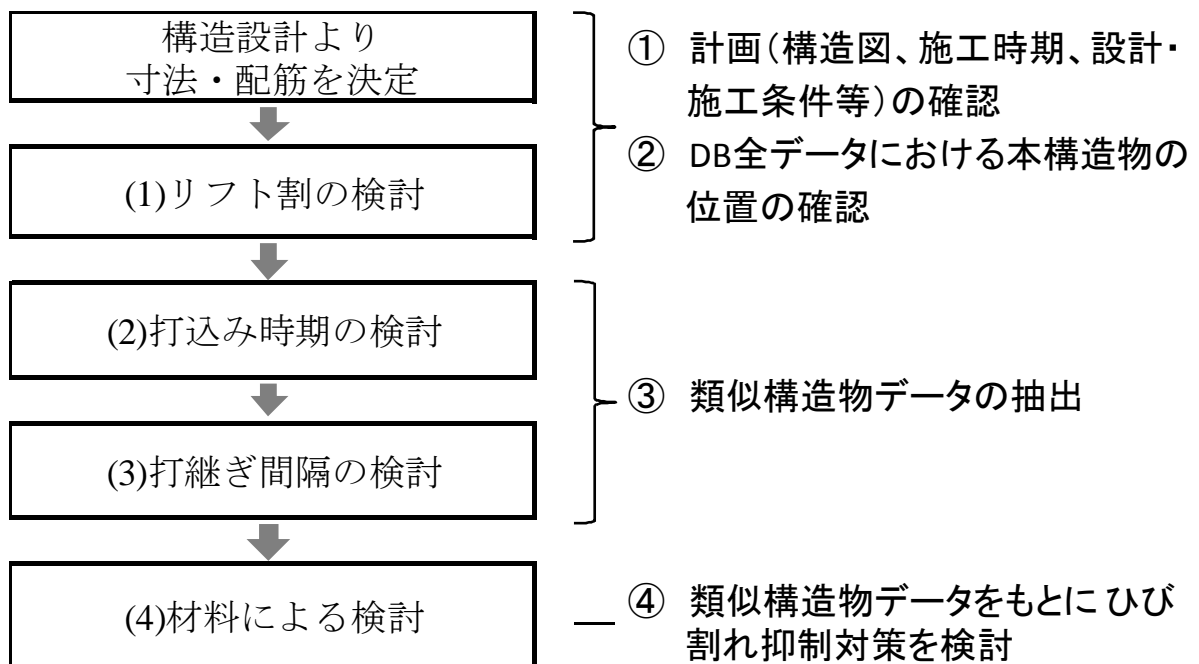 構造設計より
寸法・配筋を決定
(1)リフト割の検討
(2)打込み時期の検討
(3)打継ぎ間隔の検討
(4)材料による検討
① 計画(構造図、施工時期、設計・
施工条件等)の確認
② DB全データにおける本構造物の
位置の確認
③ 類似構造物データの抽出
④ 類似構造物データをもとに ひび
割れ抑制対策を検討